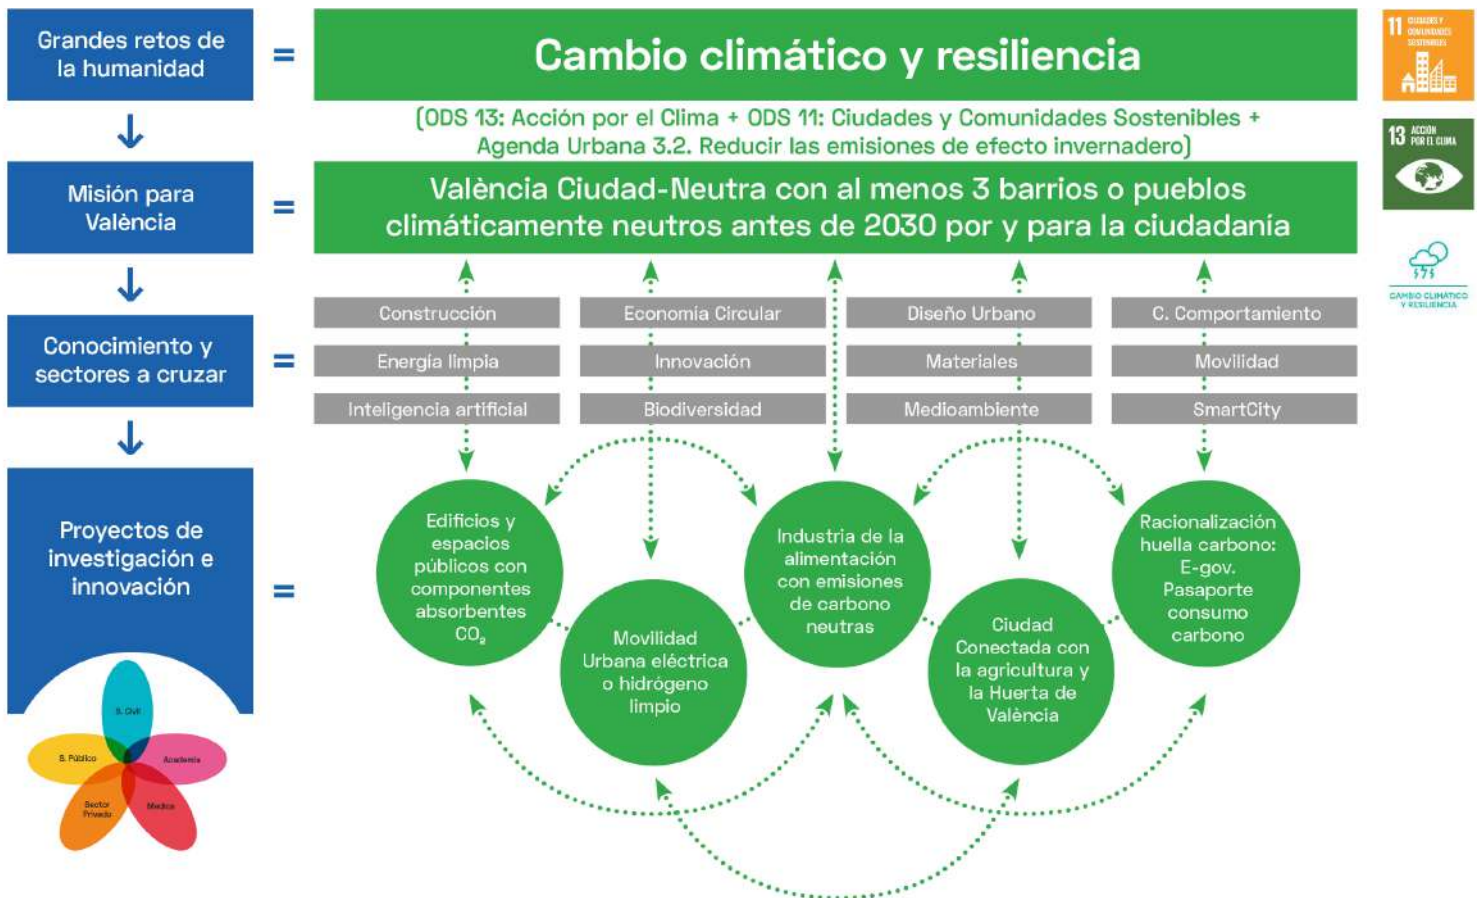 Grandes retos de
la humanidad
=
Cambio climático y resiliencia
11 CIUDADES Y
COMUNIDADES
SOSTENIBLES
(ODS 13: Acción por el Clima + ODS 11: Ciudades y Comunidades Sostenibles +
Agenda Urbana 3.2. Reducir las emisiones de efecto invernadero)
13 ACCIÓN
POR EL CLIMA
Misión para
València
=
València Ciudad-Neutra con al menos 3 barrios o pueblos
climáticamente neutros antes de 2030 por y para la ciudadanía
CAMBIO CLIMÁTICO
Y RESILIENCIA
Conocimiento y
sectores a cruzar
=
Construcción
Economía Circular
Diseño Urbano
C. Comportamiento
Energía limpia
Innovación
Materiales
Movilidad
Inteligencia artificial
Biodiversidad
Medioambiente
SmartCity
Proyectos de
investigación e
innovación
=
Edificios y
espacios
públicos con
componentes
absorbentes
CO₂
Movilidad
Urbana eléctrica
o hidrógeno
limpio
Industria de la
alimentación
con emisiones
de carbono
neutras
Ciudad
Conectada con
la agricultura y
la Huerta de
València
Racionalización
huella carbono:
E-gov.
Pasaporte
consumo
carbono
S. Civil
S. Público
Academia
Sector
Privado
Medios